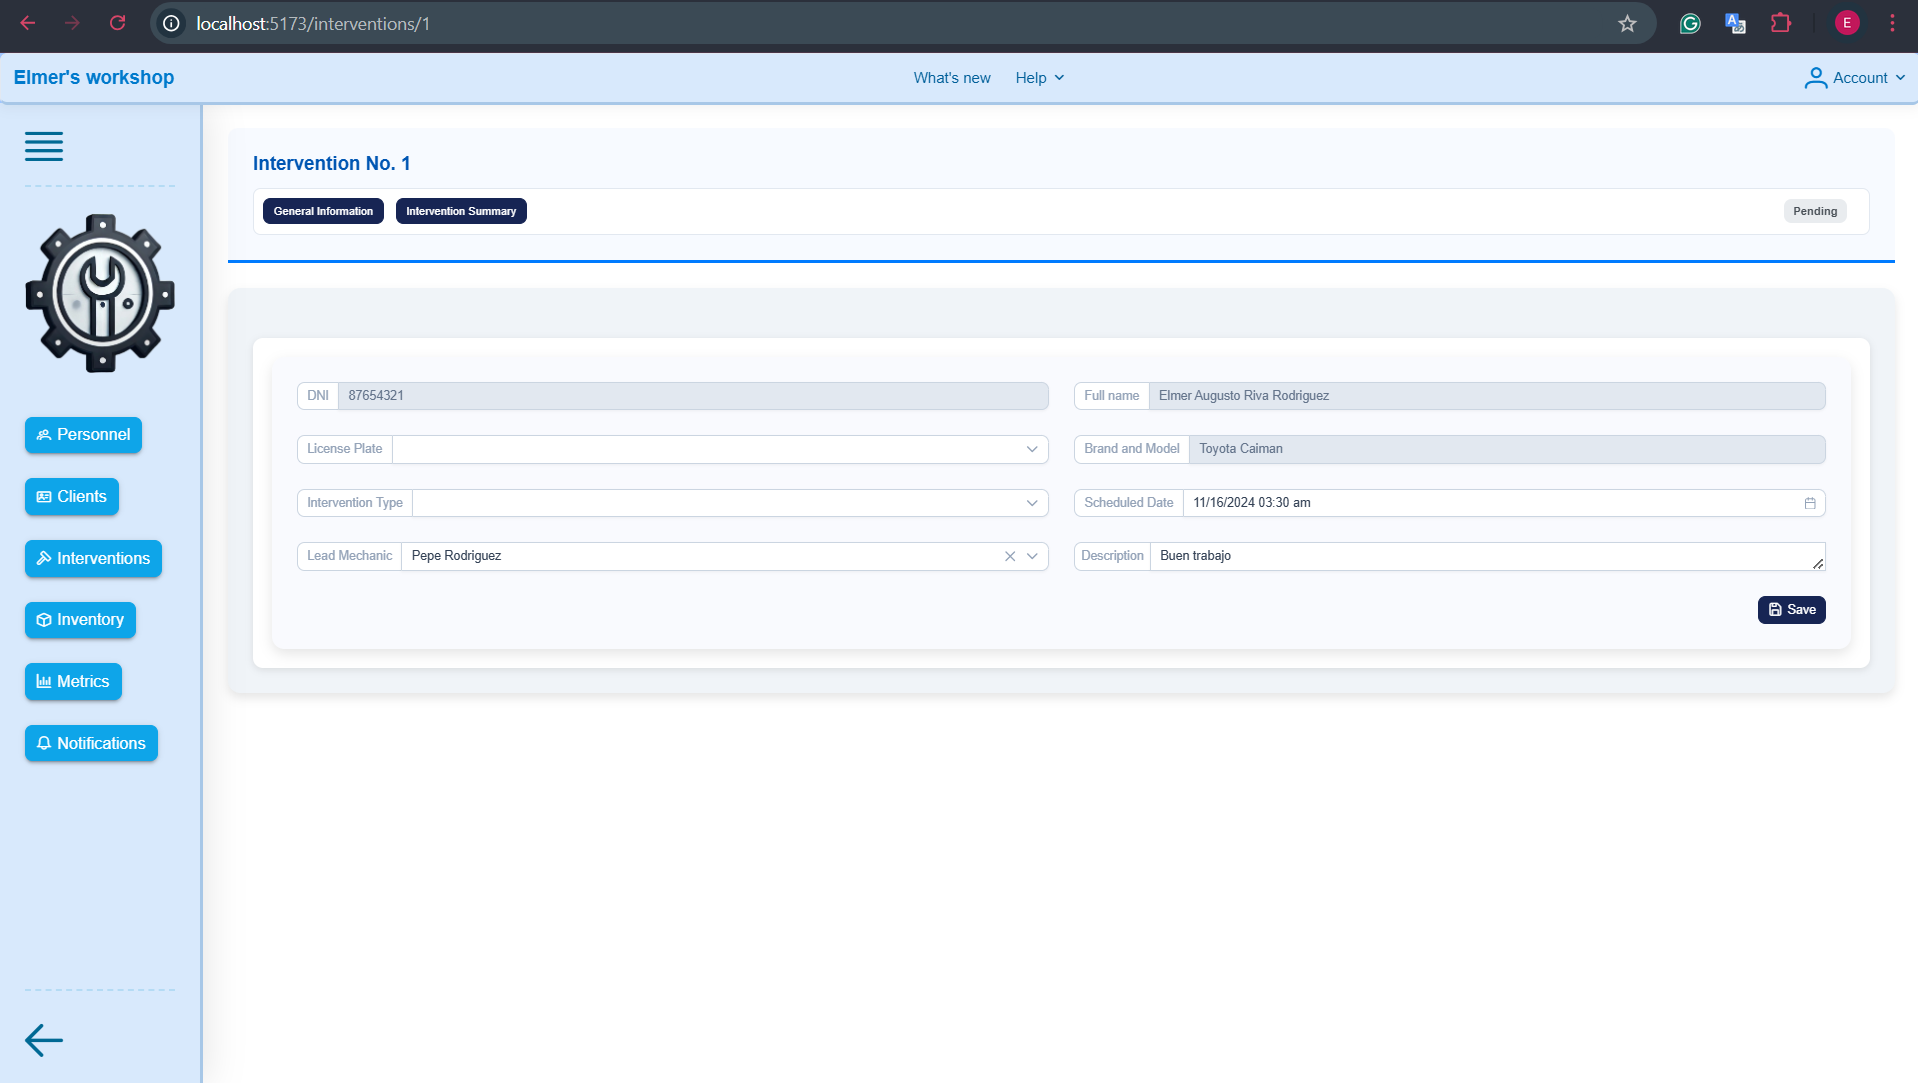 localhost:5173/interventions/1
E
Elmer's workshop
What's new
Help
Account
Intervention No. 1
General Information
Intervention Summary
Pending
Personnel
Clients
Interventions
Inventory
Metrics
Notifications
DNI 87654321
Full name Elmer Augusto Riva Rodriguez
License Plate
Brand and Model Toyota Caiman
Intervention Type
Scheduled Date 11/16/2024 03:30 am
Lead Mechanic Pepe Rodriguez
Description Buen trabajo
Save